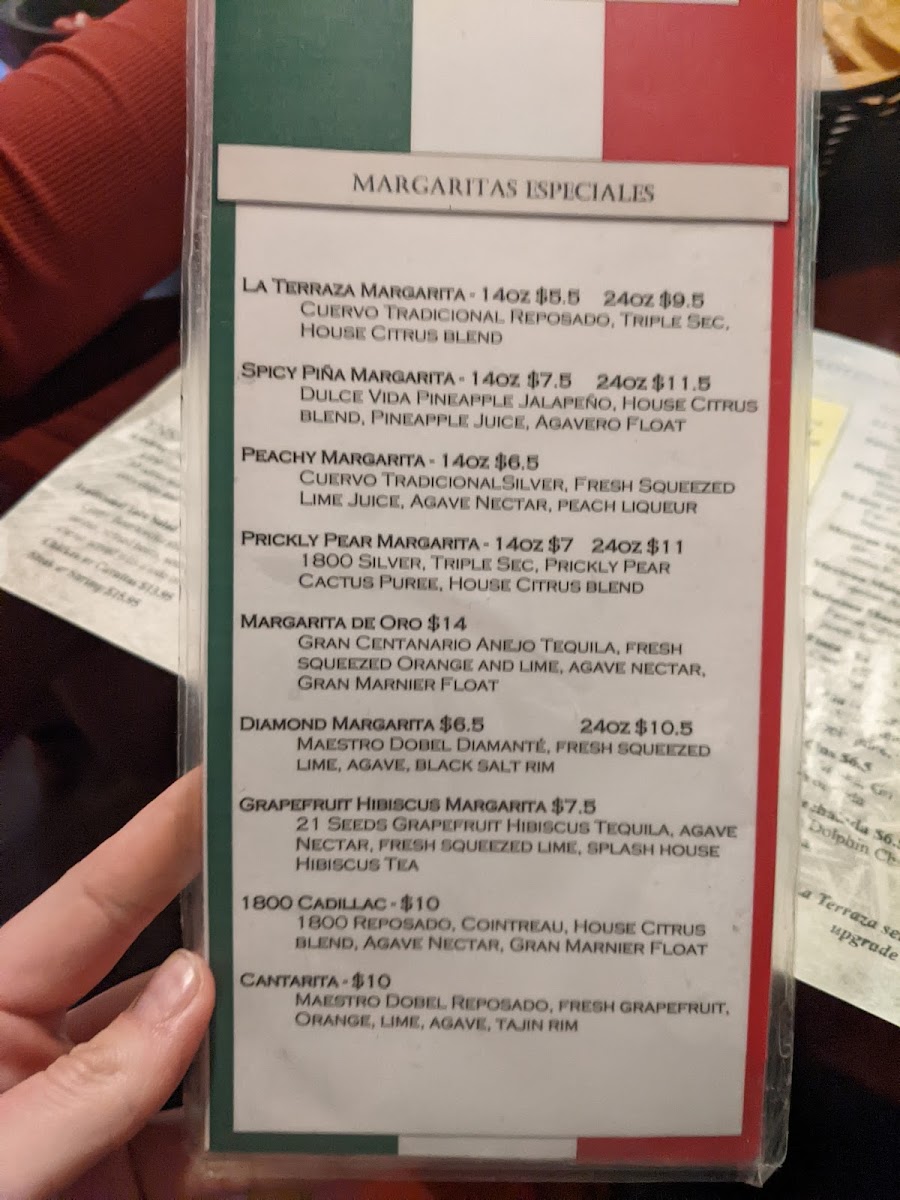 MARGARITAS ESPECIALES
LA TERRAZA MARGARITA - 14OZ $5.5 24OZ $9.5
CUERVO TRADICIONAL REPOSADO, TRIPLE SEC,
HOUSE CITRUS BLEND
SPICY PIÑA MARGARITA - 14OZ $7.5 24OZ $11.5
DULCE VIDA PINEAPPLE JALAPEÑO, HOUSE CITRUS
BLEND, PINEAPPLE JUICE, AGAVERO FLOAT
PEACHY MARGARITA - 14OZ $6.5
CUERVO TRADICIONALSILVER, FRESH SQUEEZED
LIME JUICE, AGAVE NECTAR, PEACH LIQUEUR
PRICKLY PEAR MARGARITA - 14OZ $7 24OZ $11
1800 SILVER, TRIPLE SEC, PRICKLY PEAR
CACTUS PUREE, HOUSE CITRUS BLEND
MARGARITA DE ORO $14
GRAN CENTANARIO ANEJO TEQUILA, FRESH
SQUEEZED ORANGE AND LIME, AGAVE NECTAR,
GRAN MARNIER FLOAT
DIAMOND MARGARITA $6.5 24OZ $10.5
MAESTRO DOBEL DIAMANTÉ, FRESH SQUEEZED
LIME, AGAVE, BLACK SALT RIM
GRAPEFRUIT HIBISCUS MARGARITA $7.5
21 SEEDS GRAPEFRUIT HIBISCUS TEQUILA, AGAVE
NECTAR, FRESH SQUEEZED LIME, SPLASH HOUSE
HIBISCUS TEA
1800 CADILLAC - $10
1800 REPOSADO, COINTREAU, HOUSE CITRUS
BLEND, AGAVE NECTAR, GRAN MARNIER FLOAT
CANTARITA - $10
MAESTRO DOBEL REPOSADO, FRESH GRAPEFRUIT,
ORANGE, LIME, AGAVE, TAJIN RIM
$6.5
Dolphin
Terraza
upgrade